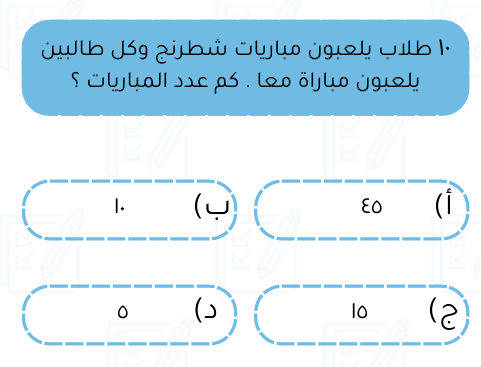 ١٠ طلاب يلعبون مباريات شطرنج وكل طالبين
يلعبون مباراة معا . كم عدد المباريات ؟
أ) ٤٥
ب) ١٠
ج) ١٥
د) ٥